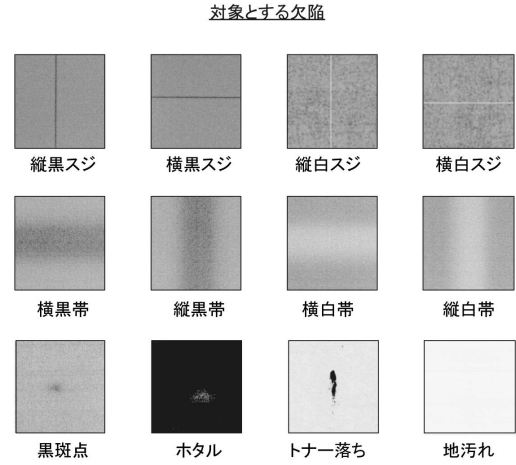 対象とする欠陥
縦黒スジ 横黒スジ 縦白スジ 横白スジ
横黒帯 縦黒帯 横白帯 縦白帯
黒斑点 ホタル トナー落ち 地汚れ